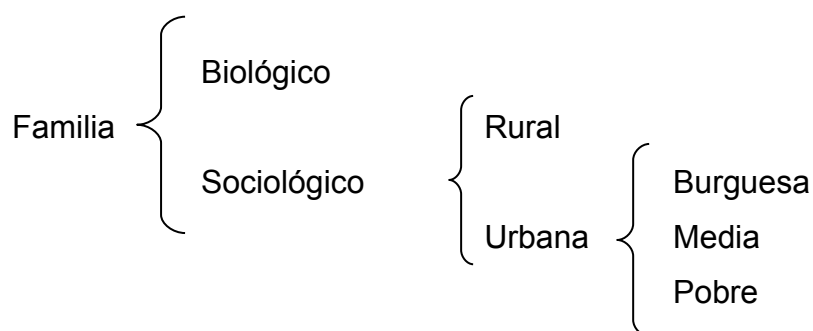 Biológico
Familia
Rural
Sociológico
Burguesa
Urbana
Media
Pobre